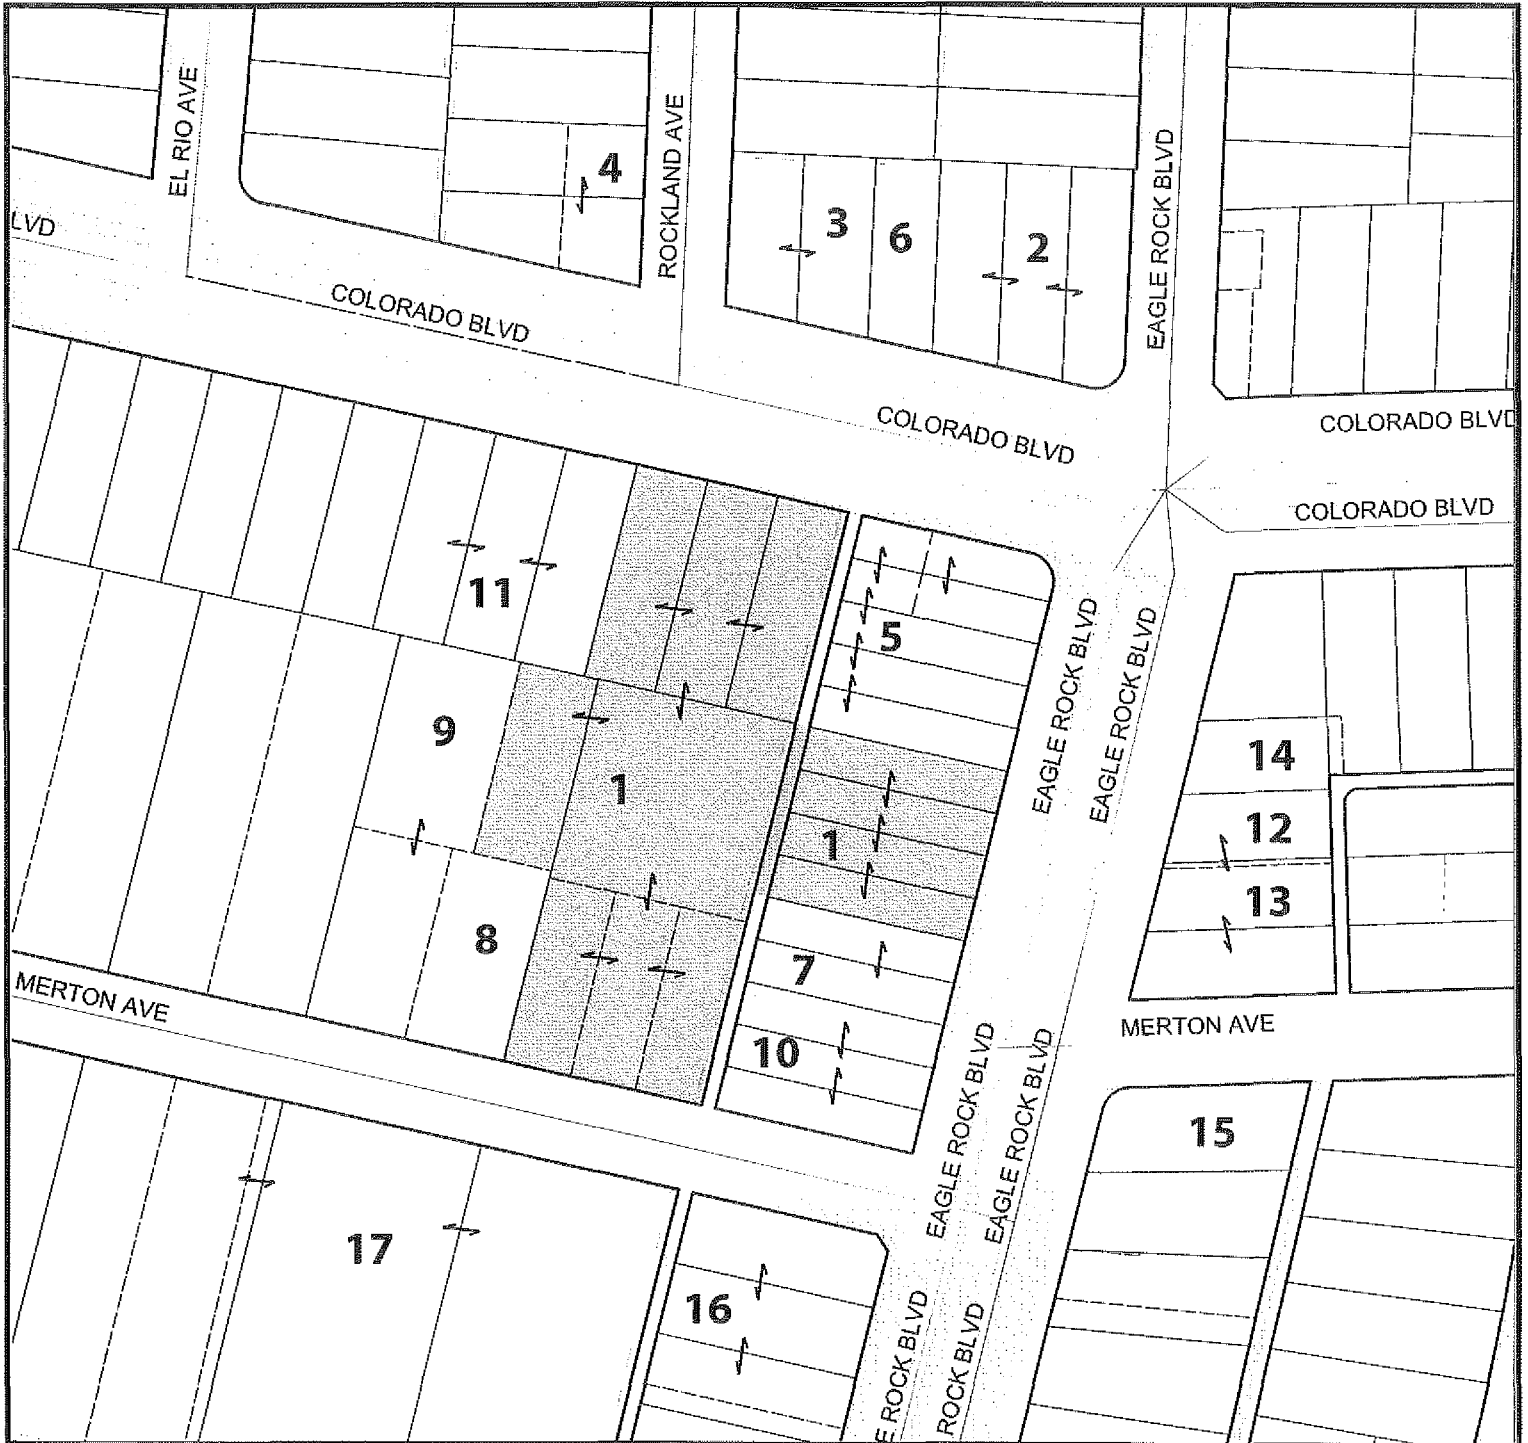 EL RIO AVE
ROCKLAND AVE
EAGLE ROCK BLVD
4
3
6
2
LVD
COLORADO BLVD
COLORADO BLVD
COLORADO BLVD
COLORADO BLVD
11
5
EAGLE ROCK BLVD
EAGLE ROCK BLVD
9
1
1
14
12
13
8
7
10
MERTON AVE
MERTON AVE
EAGLE ROCK BLVD
EAGLE ROCK BLVD
15
17
16
E ROCK BLVD
ROCK BLVD